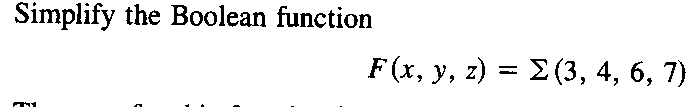 Simplify the Boolean function
F(x, y, z) = Σ(3, 4, 6, 7)